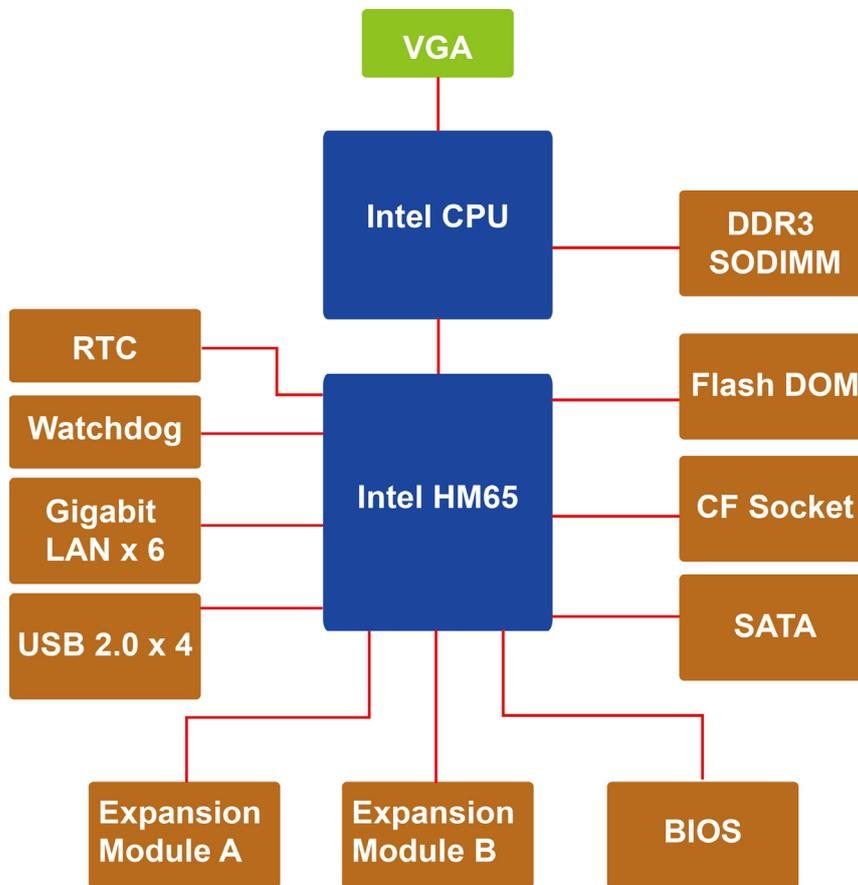 VGA
Intel CPU
DDR3
SODIMM
RTC
Flash DOM
Watchdog
Intel HM65
CF Socket
Gigabit
LAN x 6
SATA
USB 2.0 x 4
Expansion
Module A
Expansion
Module B
BIOS